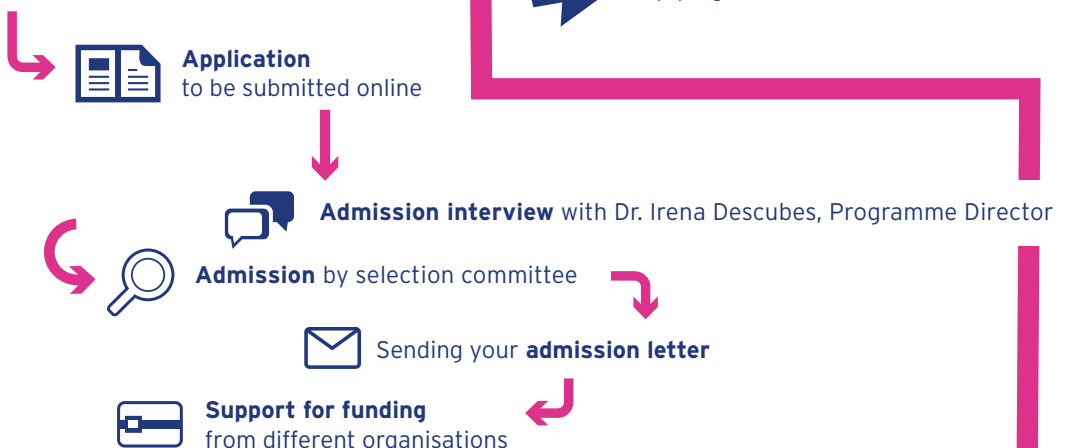 Application
to be submitted online
Admission interview with Dr. Irena Descubes, Programme Director
Admission by selection committee
Sending your admission letter
Support for funding
from different organisations